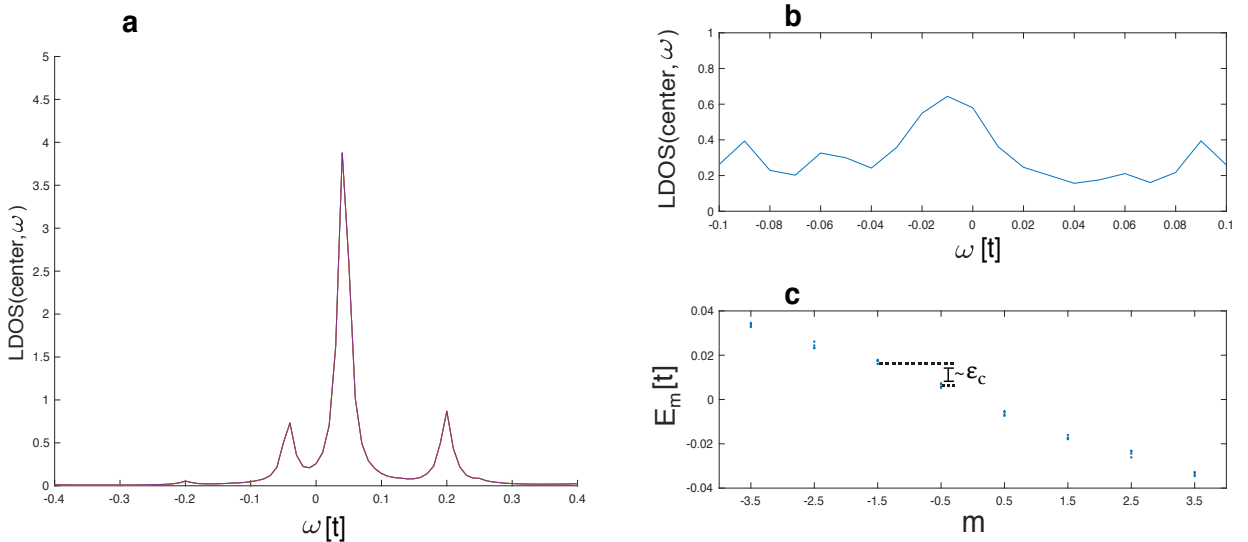 a
LDOS(center, ω)
5
4.5
4
3.5
3
2.5
2
1.5
1
0.5
0
-0.4 -0.3 -0.2 -0.1 0 0.1 0.2 0.3 0.4
ω [t]
b
LDOS(center, ω)
1
0.8
0.6
0.4
0.2
0
-0.1 -0.08 -0.06 -0.04 -0.02 0 0.02 0.04 0.06 0.08 0.1
ω [t]
c
E_m [t]
0.04
0.02
0
-0.02
-0.04
~ε_c
-3.5 -2.5 -1.5 -0.5 0.5 1.5 2.5 3.5
m